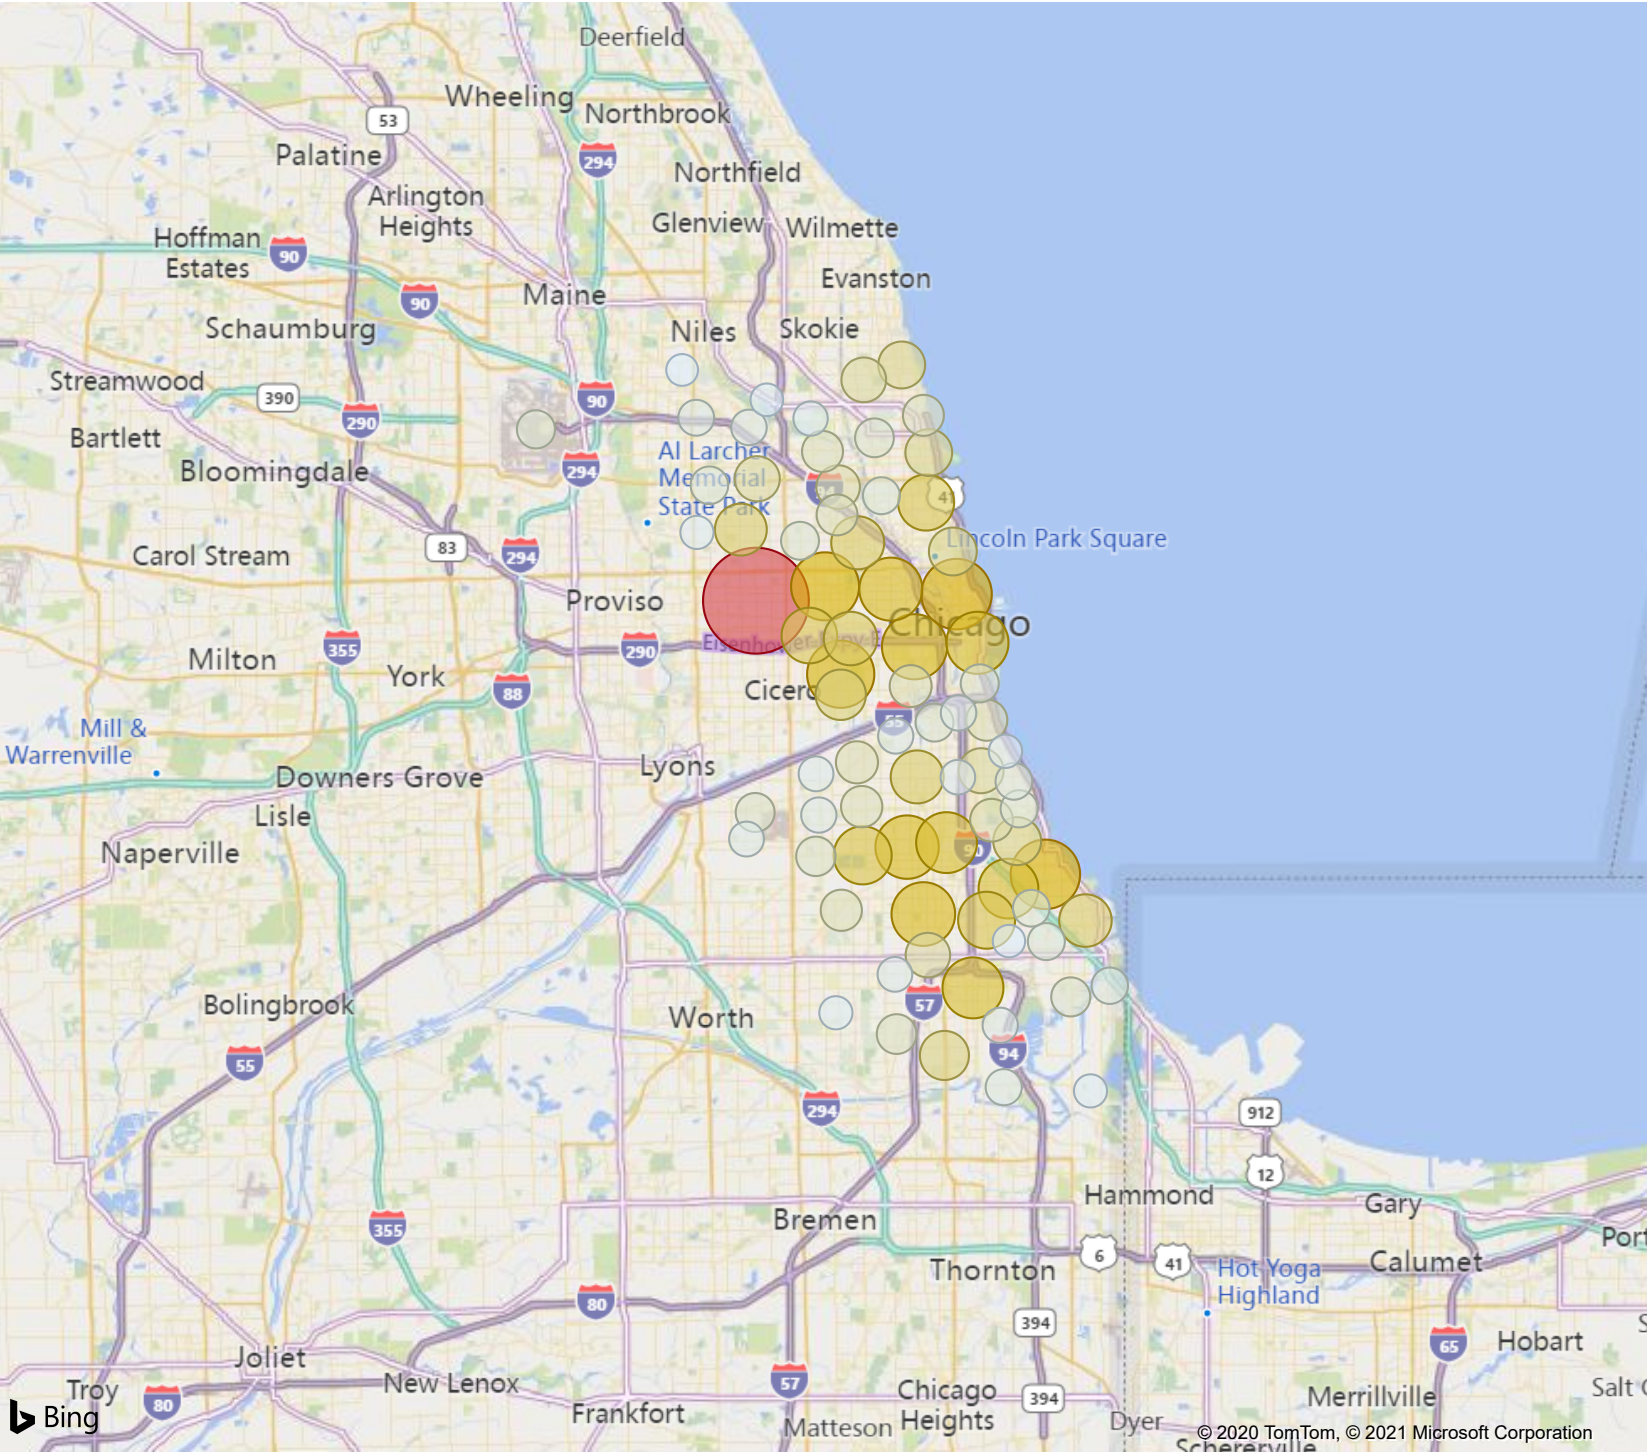 Deerfield
Wheeling
Northbrook
53
294
Palatine
Northfield
Arlington
Heights
Glenview
Wilmette
Hoffman
Estates
90
Evanston
Maine
90
Schaumburg
Niles
Skokie
Streamwood
390
90
290
Bartlett
Al Larcher
Memorial
State Park
Bloomingdale
294
94
41
Lincoln Park Square
Carol Stream
83
294
Proviso
Chicago
Milton
355
290
York
88
Cicero
55
Mill &
Warrenville
Lyons
Downers Grove
Lisle
Naperville
90
Bolingbrook
57
Worth
55
94
294
912
12
Hammond
Gary
355
Bremen
6
41
Calumet
Thornton
Hot Yoga
Highland
80
394
65
Hobart
Joliet
Troy
80
New Lenox
57
Chicago
Heights
394
Merrillville
Frankfort
Matteson
Dyer
Bing
© 2020 TomTom, © 2021 Microsoft Corporation